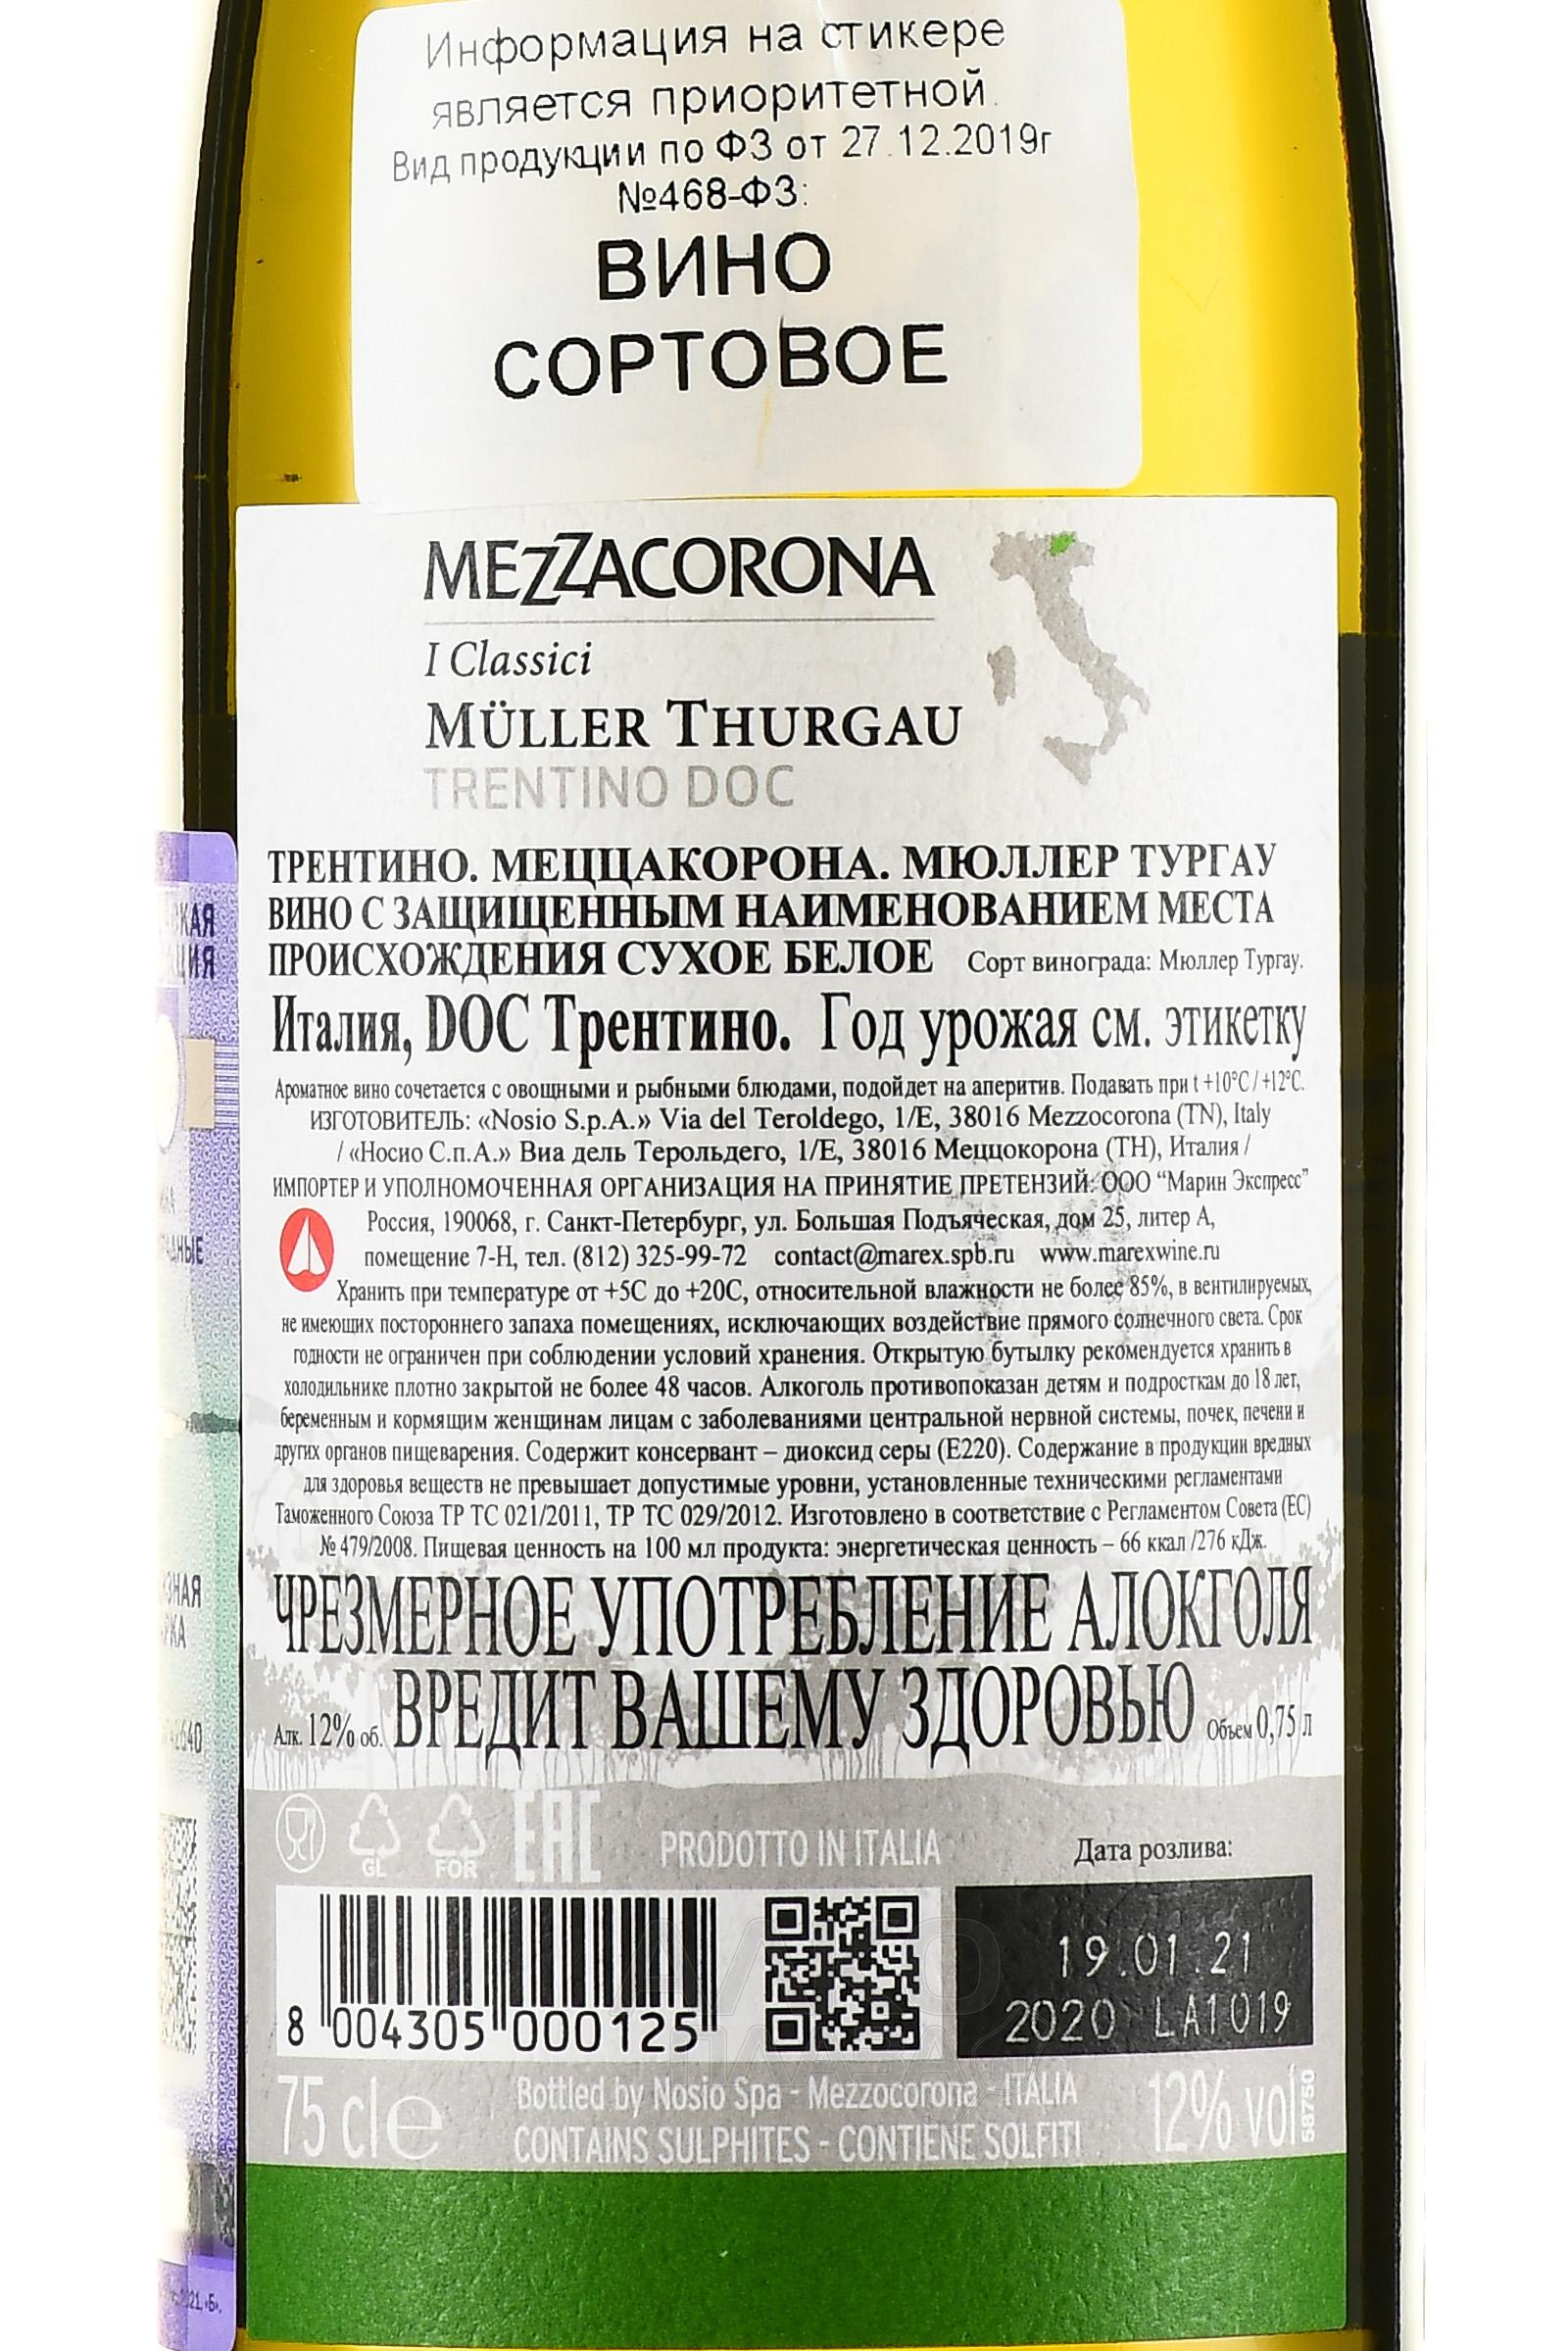 Информация на стикере
является приоритетной.
Вид продукции по ФЗ от 27.12.2019г
№468-ФЗ:
ВИНО
СОРТОВОЕ
MEZZACORONA
I Classici
MÜLLER THURGAU
TRENTINO DOC
ТРЕНТИНО. МЕЦЦАКОРОНА. МЮЛЛЕР ТУРГАУ
ВИНО С ЗАЩИЩЕННЫМ НАИМЕНОВАНИЕМ МЕСТА
ПРОИСХОЖДЕНИЯ СУХОЕ БЕЛОЕ Сорт винограда: Мюллер Тургау.
Италия, DOC Трентино. Год урожая см. этикетку
Ароматное вино сочетается с овощными и рыбными блюдами, подойдет на аперитив. Подавать при t +10°C / +12°C.
ИЗГОТОВИТЕЛЬ: «Nosio S.p.A.» Via del Teroldego, 1/E, 38016 Mezzocorona (TN), Italy
/ «Носио С.п.А.» Виа дель Терольдего, 1/Е, 38016 Меццокорона (ТН), Италия /
ИМПОРТЕР И УПОЛНОМОЧЕННАЯ ОРГАНИЗАЦИЯ НА ПРИНЯТИЕ ПРЕТЕНЗИЙ: ООО “Марин Экспресс”
Россия, 190068, г. Санкт-Петербург, ул. Большая Подъяческая, дом 25, литер А,
помещение 7-Н, тел. (812) 325-99-72 contact@marex.spb.ru www.marexwine.ru
Хранить при температуре от +5С до +20С, относительной влажности не более 85%, в вентилируемых,
не имеющих постороннего запаха помещениях, исключающих воздействие прямого солнечного света. Срок
годности не ограничен при соблюдении условий хранения. Открытую бутылку рекомендуется хранить в
холодильнике плотно закрытой не более 48 часов. Алкоголь противопоказан детям и подросткам до 18 лет,
беременным и кормящим женщинам лицам с заболеваниями центральной нервной системы, почек, печени и
других органов пищеварения. Содержит консервант – диоксид серы (Е220). Содержание в продукции вредных
для здоровья веществ не превышает допустимые уровни, установленные техническими регламентами
Таможенного Союза ТР ТС 021/2011, ТР ТС 029/2012. Изготовлено в соответствие с Регламентом Совета (ЕС)
№ 479/2008. Пищевая ценность на 100 мл продукта: энергетическая ценность – 66 ккал /276 кДж.
ЧРЕЗМЕРНОЕ УПОТРЕБЛЕНИЕ АЛОКГОЛЯ
Алк. 12% об. ВРЕДИТ ВАШЕМУ ЗДОРОВЬЮ Объем 0,75 л
GL FOR EAC PRODOTTO IN ITALIA Дата розлива:
19.01.21
2020 LA1019
8 004305 000125
75 cl e Bottled by Nosio Spa - Mezzocorona - ITALIA 12% vol
CONTAINS SULPHITES - CONTIENE SOLFITI
58750